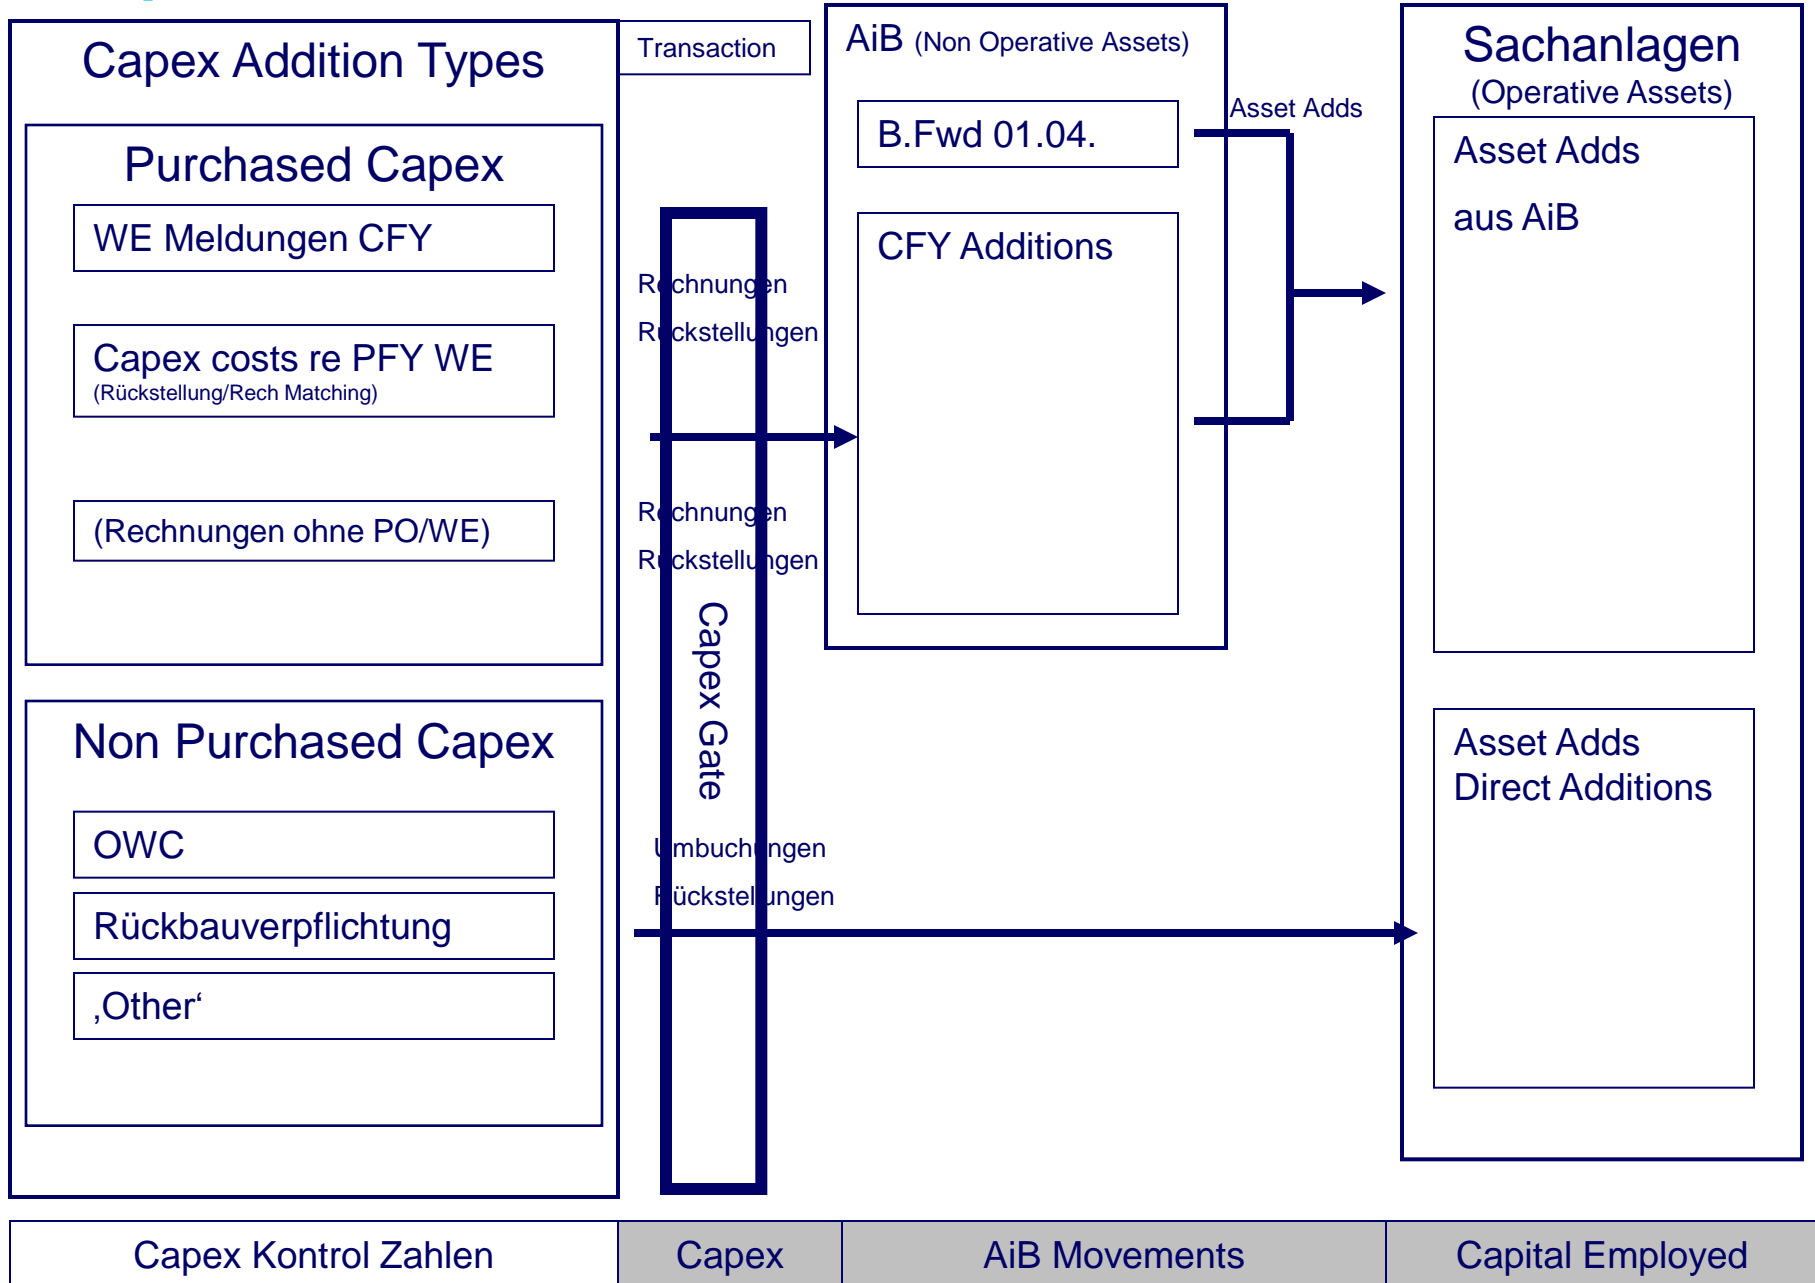 Capex Addition Types
Purchased Capex
WE Meldungen CFY
Capex costs re PFY WE
(Rückstellung/Rech Matching)
(Rechnungen ohne PO/WE)
Non Purchased Capex
OWC
Rückbauverpflichtung
‚Other‘
Transaction
Rechnungen
Rückstellungen
Rechnungen
Rückstellungen
Capex Gate
Umbuchungen
Rückstellungen
AiB (Non Operative Assets)
B.Fwd 01.04.
CFY Additions
Asset Adds
Sachanlagen
(Operative Assets)
Asset Adds
aus AiB
Asset Adds
Direct Additions
Capex Kontrol Zahlen
Capex
AiB Movements
Capital Employed